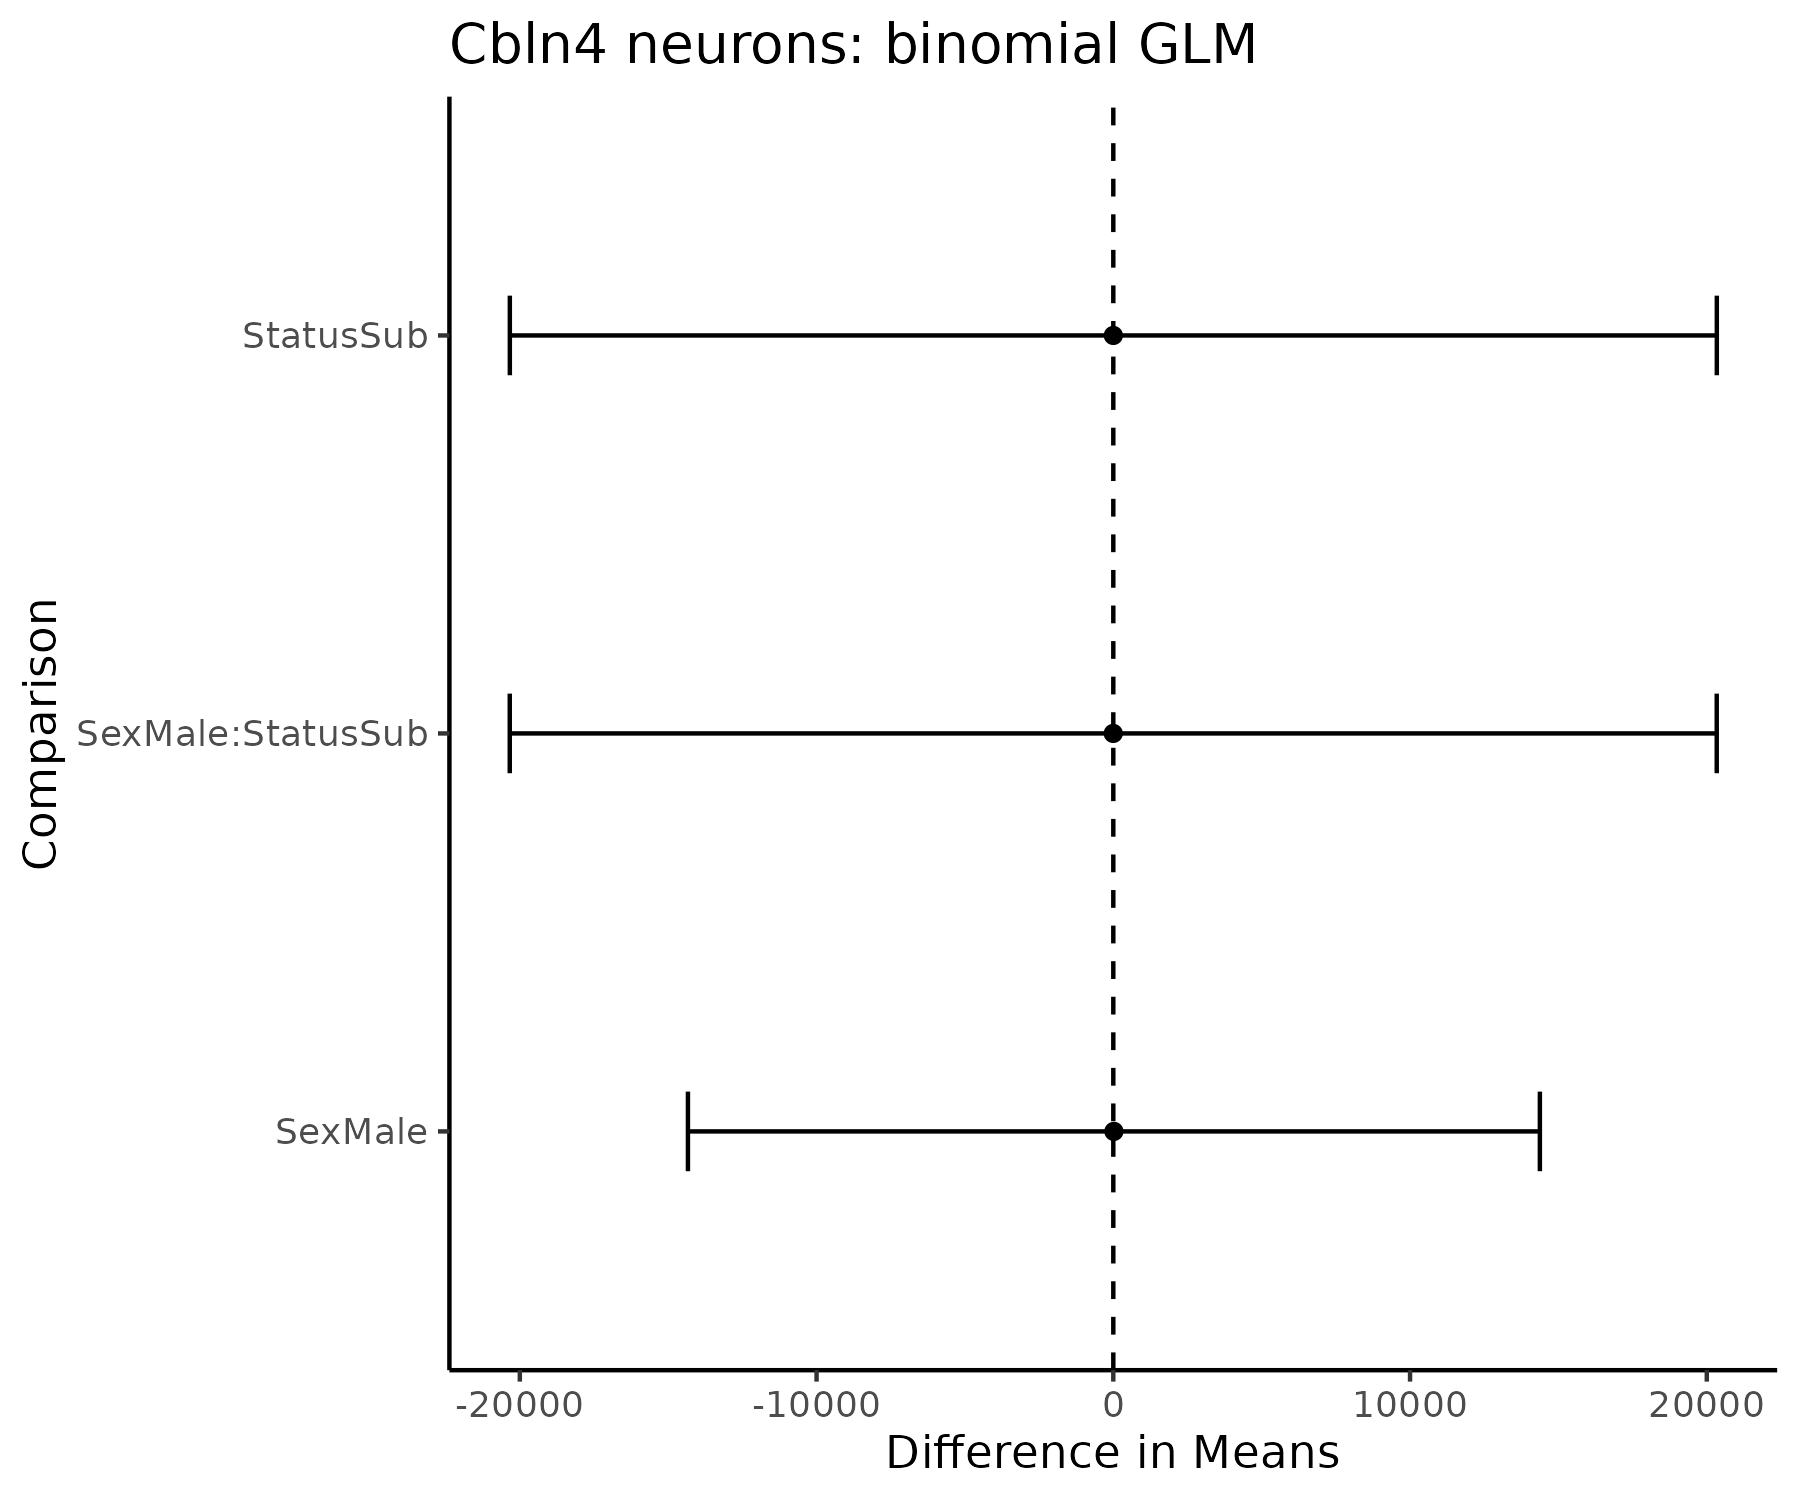 Cbln4 neurons: binomial GLM
Comparison
StatusSub
SexMale:StatusSub
SexMale
-20000 -10000 0 10000 20000
Difference in Means